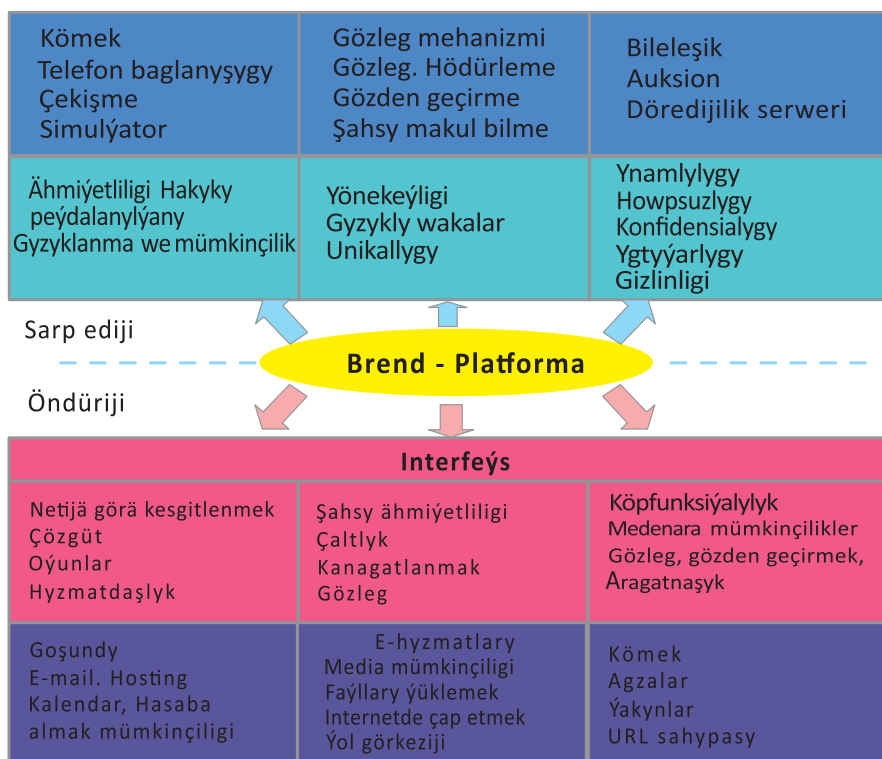 Kömek
Telefon baglanyşygy
Çekişme
Simulýator
Gözleg mehanizmi
Gözleg. Hödürleme
Gözden geçirme
Şahsy makul bilme
Bileleşik
Auksion
Döredijilik serweri
Ähmiýetliligi Hakyky
peýdalanylýany
Gyzyklanma we mümkinçilik
Yönekeýligi
Gyzykly wakalar
Unikallygy
Ynamlylygy
Howpsuzlygy
Konfidensialygy
Ygtyýarlygy
Gizlinligi
Sarp ediji
Brend - Platforma
Öndüriji
Interfeýs
Netijä görä kesgitlenmek
Çözgüt
Oýunlar
Hyzmatdaşlyk
Şahsy ähmiýetliligi
Çaltlyk
Kanagatlanmak
Gözleg
Köpfunksiýalylyk
Medenara mümkinçilikler
Gözleg, gözden geçirmek,
Aragatnaşyk
Goşundy
E-mail. Hosting
Kalendar, Hasaba
almak mümkinçiligi
E-hyzmatlary
Media mümkinçiligi
Faýllary ýüklemek
Internetde çap etmek
Ýol görkeziji
Kömek
Agzalar
Ýakynlar
URL sahypasy